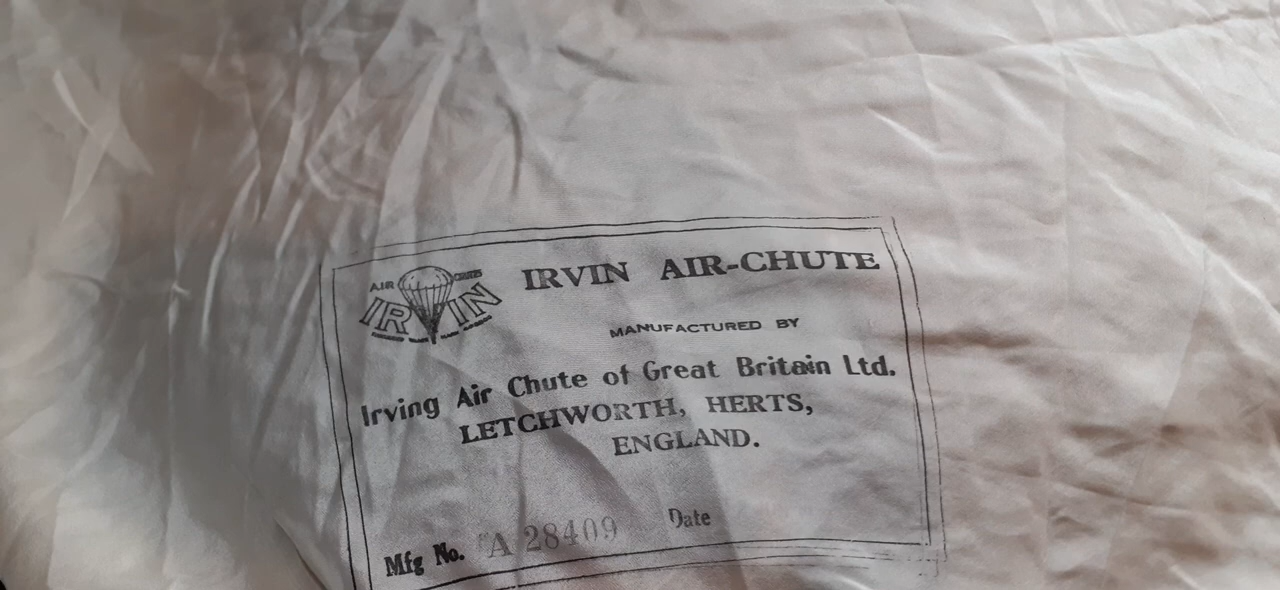 AIR CHUTES
IRVIN
IRVIN AIR-CHUTE
MANUFACTURED BY
Irving Air Chute of Great Britain Ltd.
LETCHWORTH, HERTS,
ENGLAND.
Mfg No. A 28409 Date